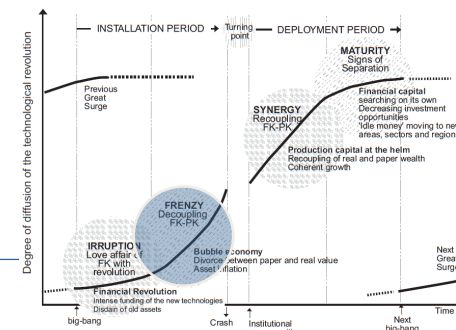 INSTALLATION PERIOD
Turning
point
DEPLOYMENT PERIOD
Degree of diffusion of the technological revolution
MATURITY
Signs of
Separation
Previous
Great
Surge
Financial capital
searching on its own
Decreasing investment
opportunities
'Idle money' moving to new
areas, sectors and region
SYNERGY
Recoupling
FK-PK
Production capital at the helm
Recoupling of real and paper wealth
Coherent growth
FRENZY
Decoupling
FK-PK
IRRUPTION
Love affair of
FK with
revolution
Bubble economy
Divorce between paper and real value
Asset inflation
Financial Revolution
Intense funding of the new technologies
Disdain of old assets
Next
Great
Surge
Time
big-bang
Crash
Institutional
Next
big-bang